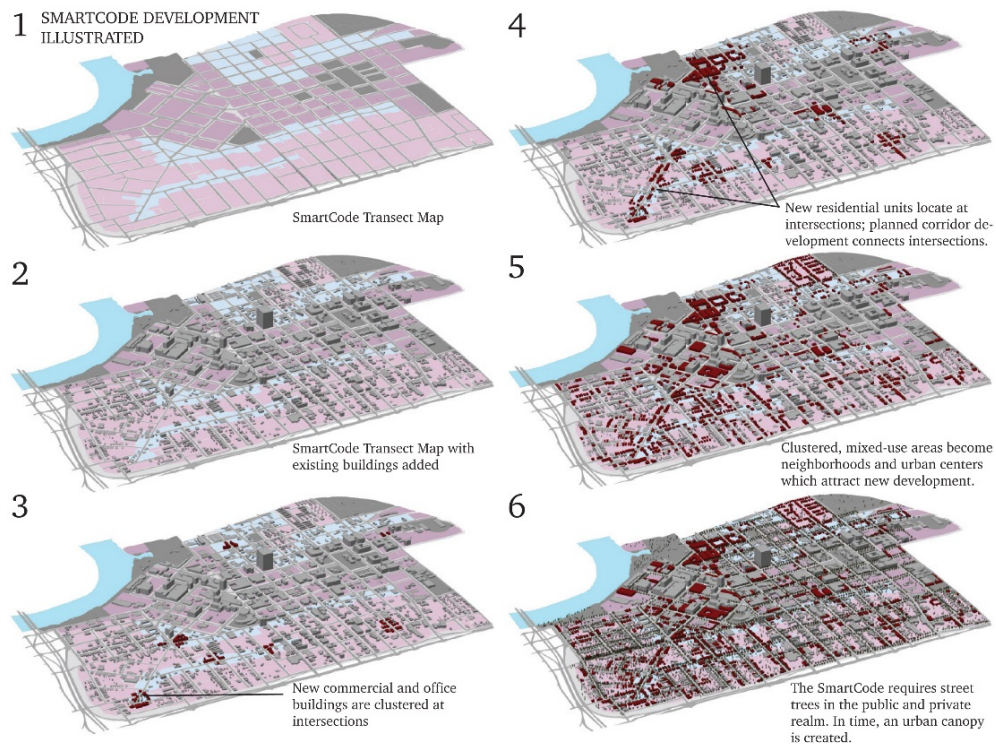 1 SMARTCODE DEVELOPMENT
ILLUSTRATED
SmartCode Transect Map
2
SmartCode Transect Map with
existing buildings added
3
New commercial and office
buildings are clustered at
intersections
4
New residential units locate at
intersections; planned corridor de-
velopment connects intersections.
5
Clustered, mixed-use areas become
neighborhoods and urban centers
which attract new development.
6
The SmartCode requires street
trees in the public and private
realm. In time, an urban canopy
is created.